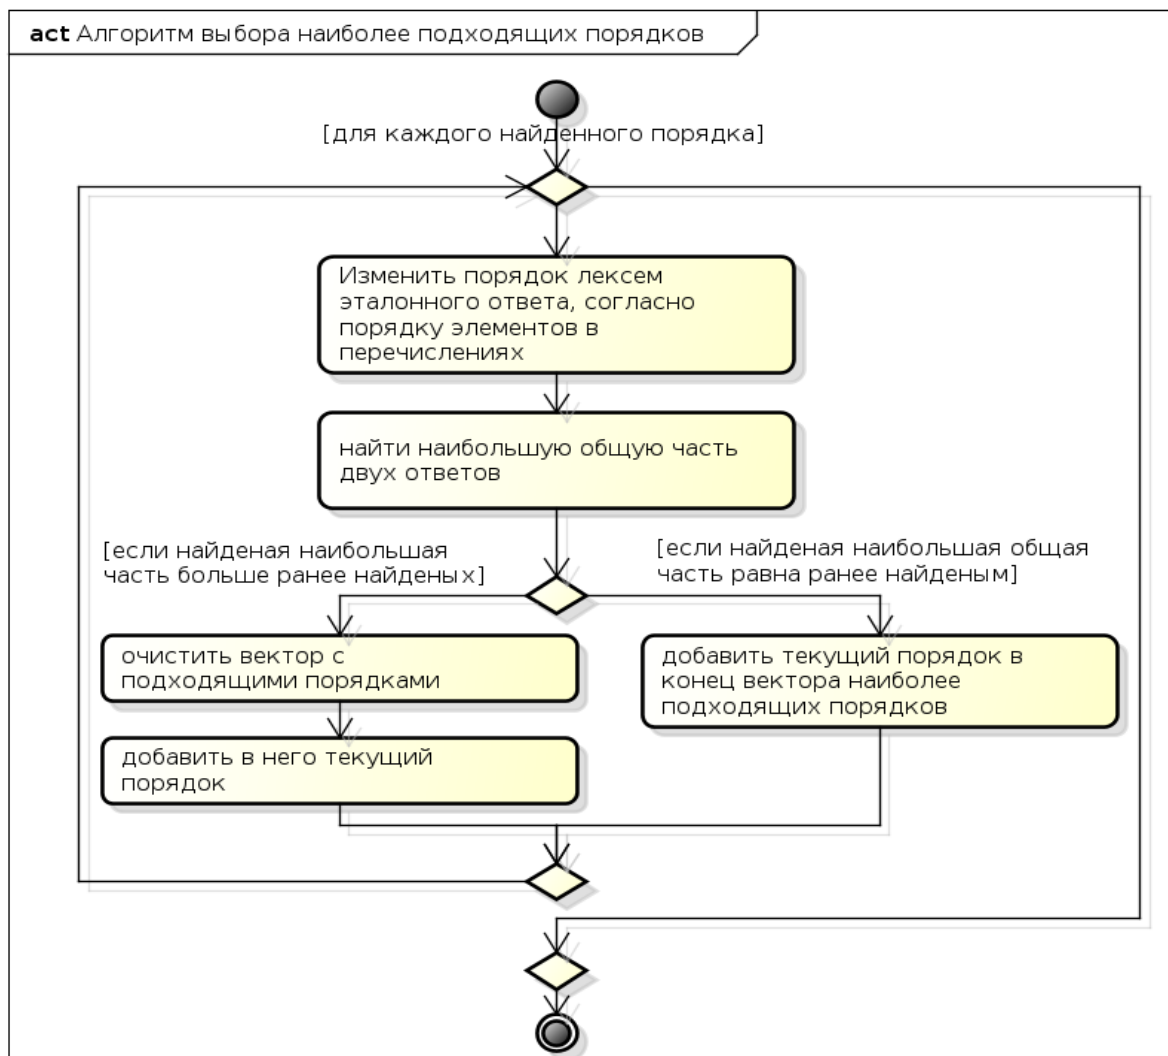 act Алгоритм выбора наиболее подходящих порядков
[для каждого найденного порядка]
Изменить порядок лексем
эталонного ответа, согласно
порядку элементов в
перечислениях
найти наибольшую общую часть
двух ответов
[если найденая наибольшая
часть больше ранее найденых]
[если найденая наибольшая общая
часть равна ранее найденым]
очистить вектор с
подходящими порядками
добавить в него текущий
порядок
добавить текущий порядок в
конец вектора наиболее
подходящих порядков